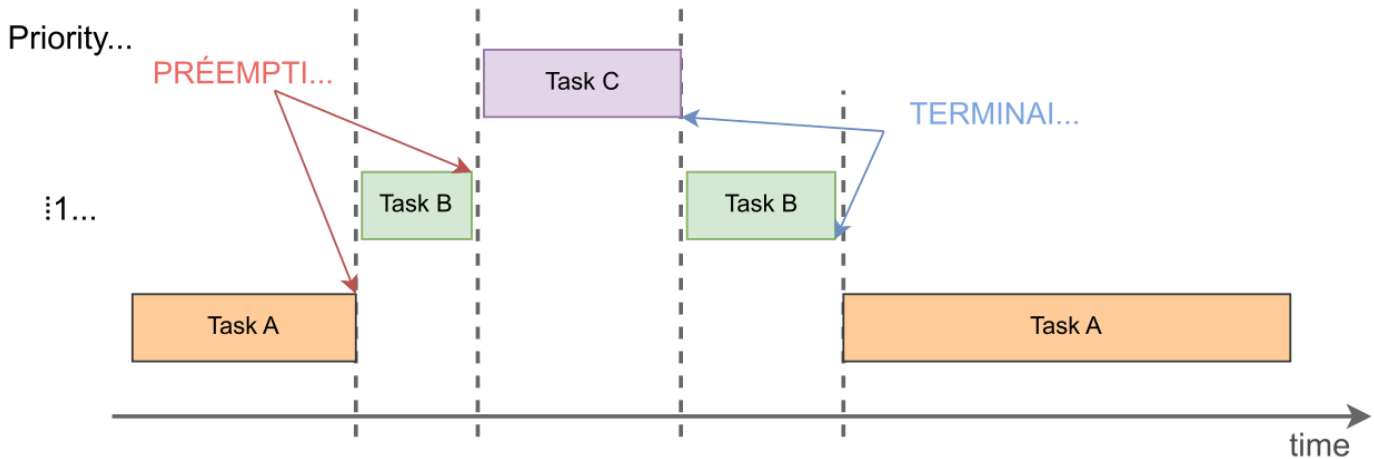 Priority...
PRÉEMPTI...
Task C
TERMINAI...
⁞1...
Task B
Task B
Task A
Task A
time